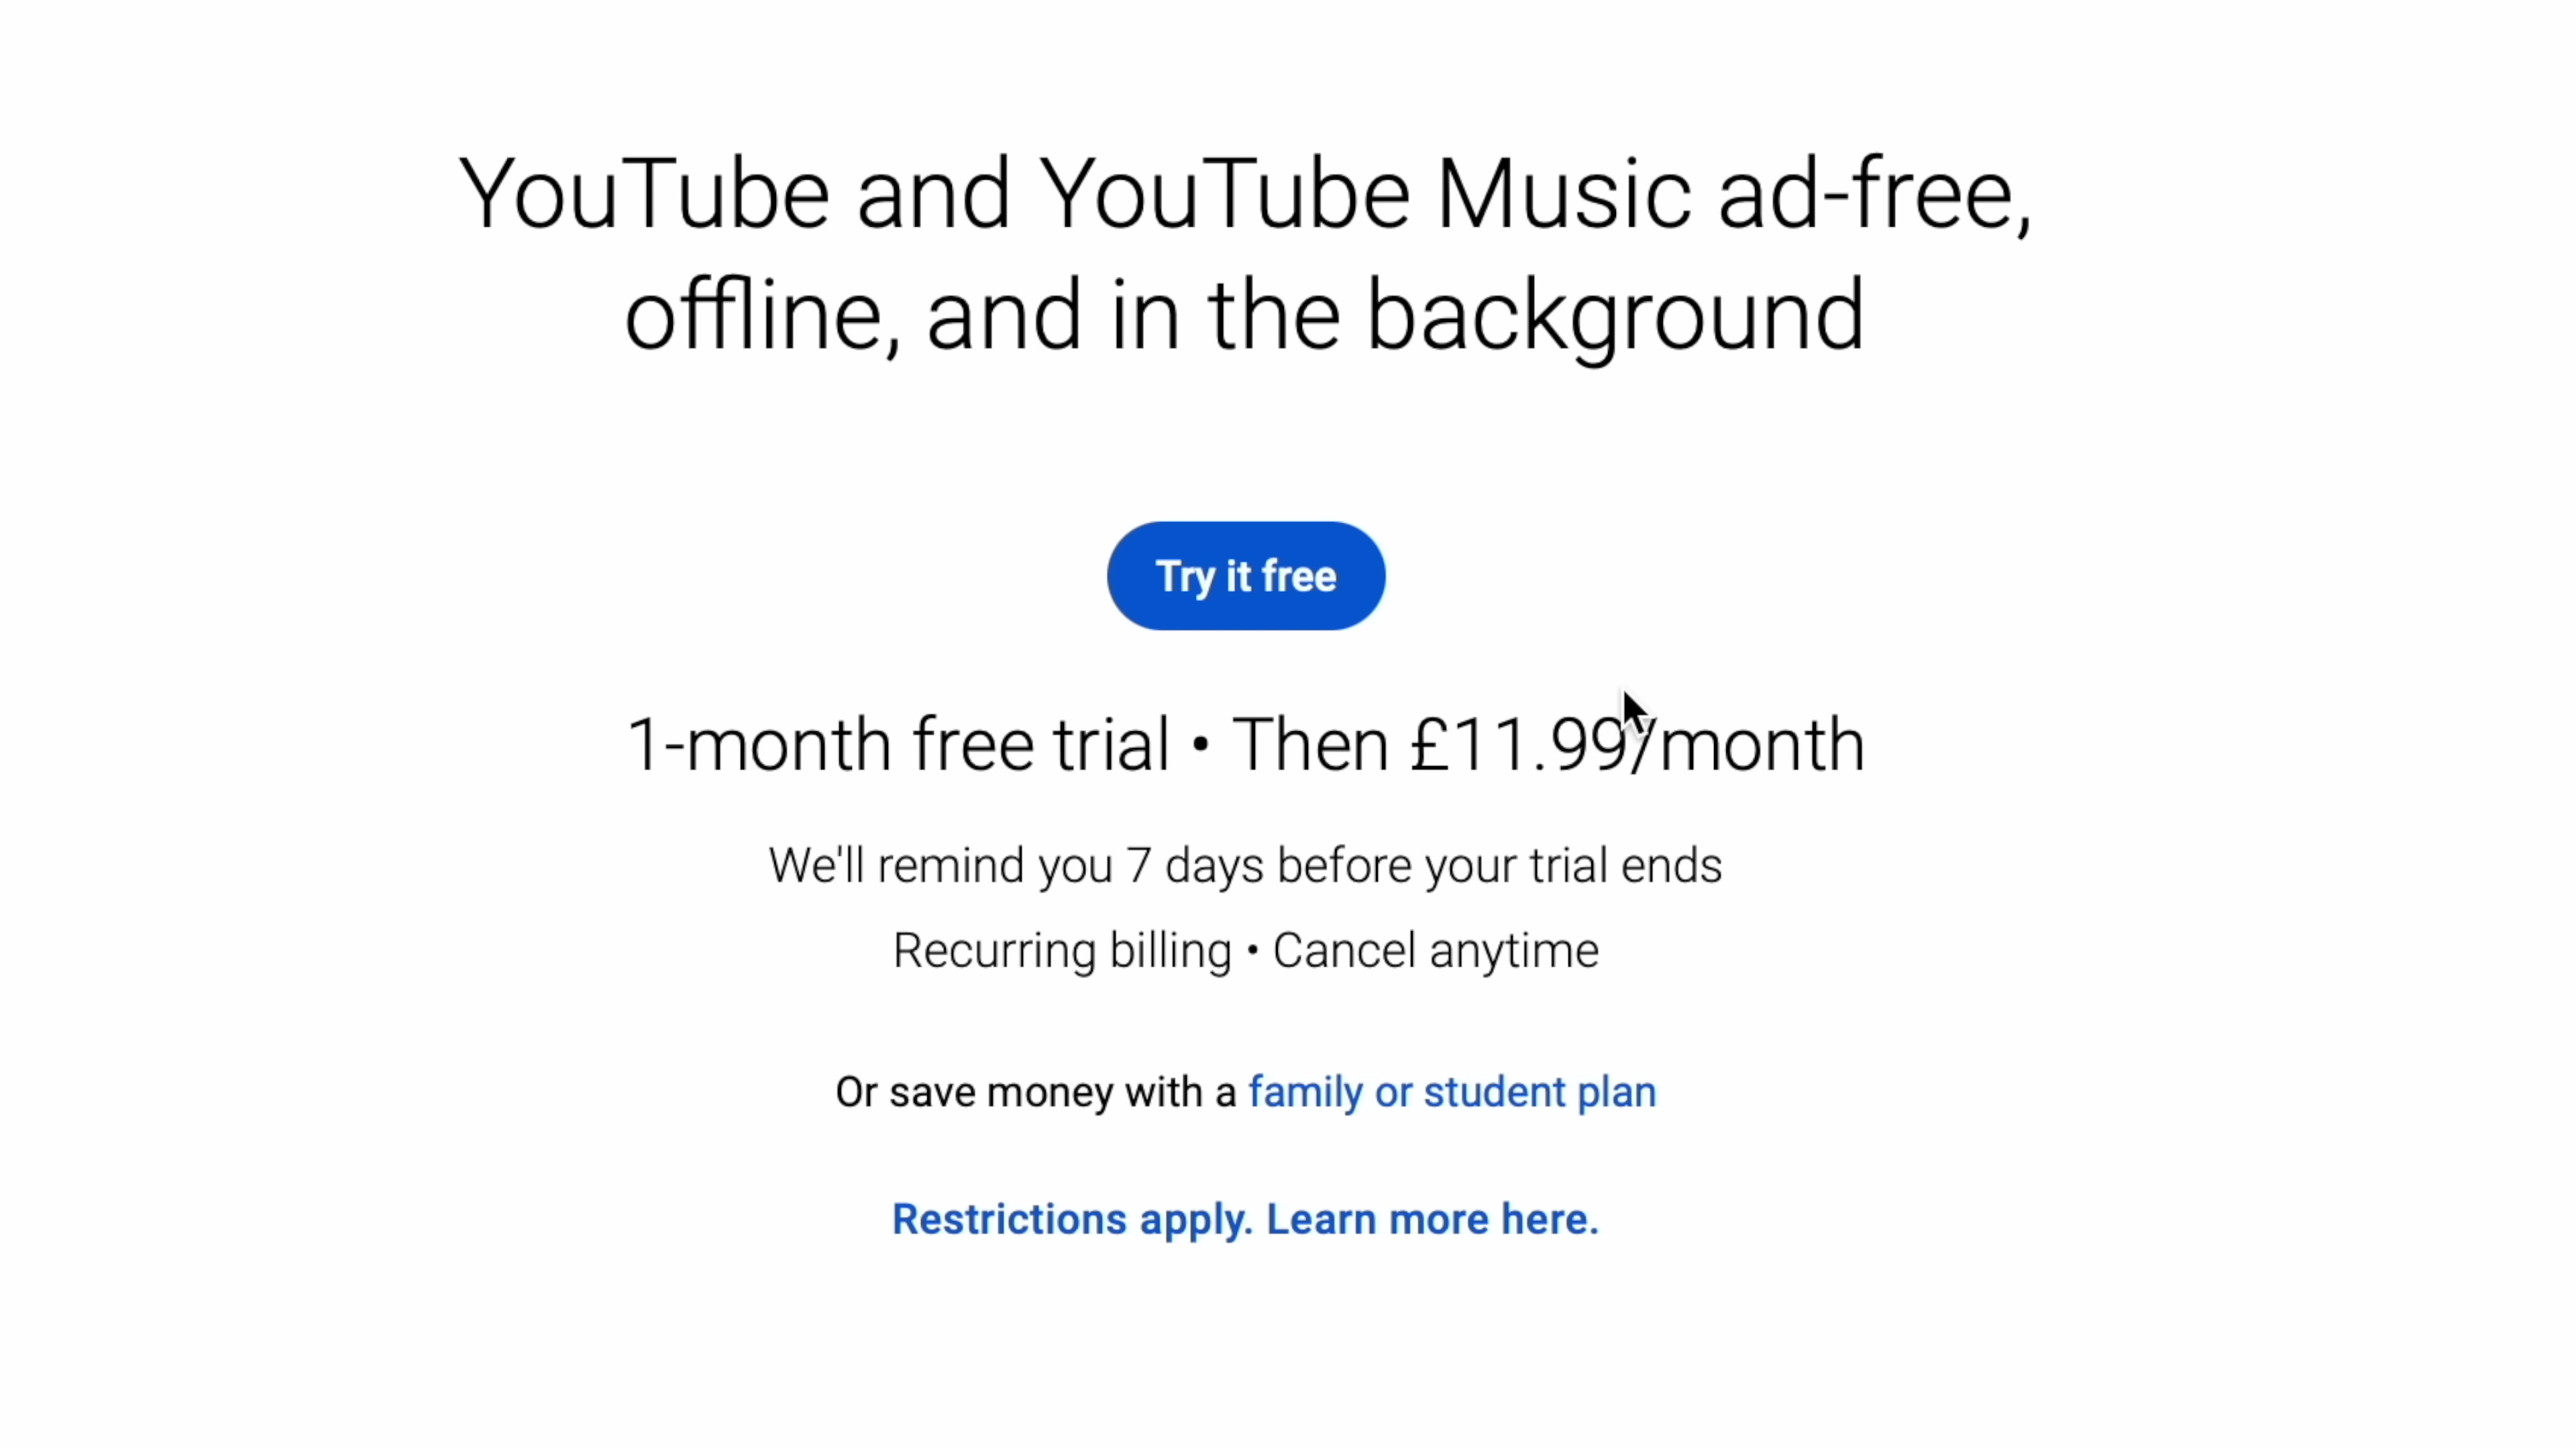 YouTube and YouTube Music ad-free,
offline, and in the background
Try it free
1-month free trial • Then £11.99/month
We'll remind you 7 days before your trial ends
Recurring billing • Cancel anytime
Or save money with a family or student plan
Restrictions apply. Learn more here.